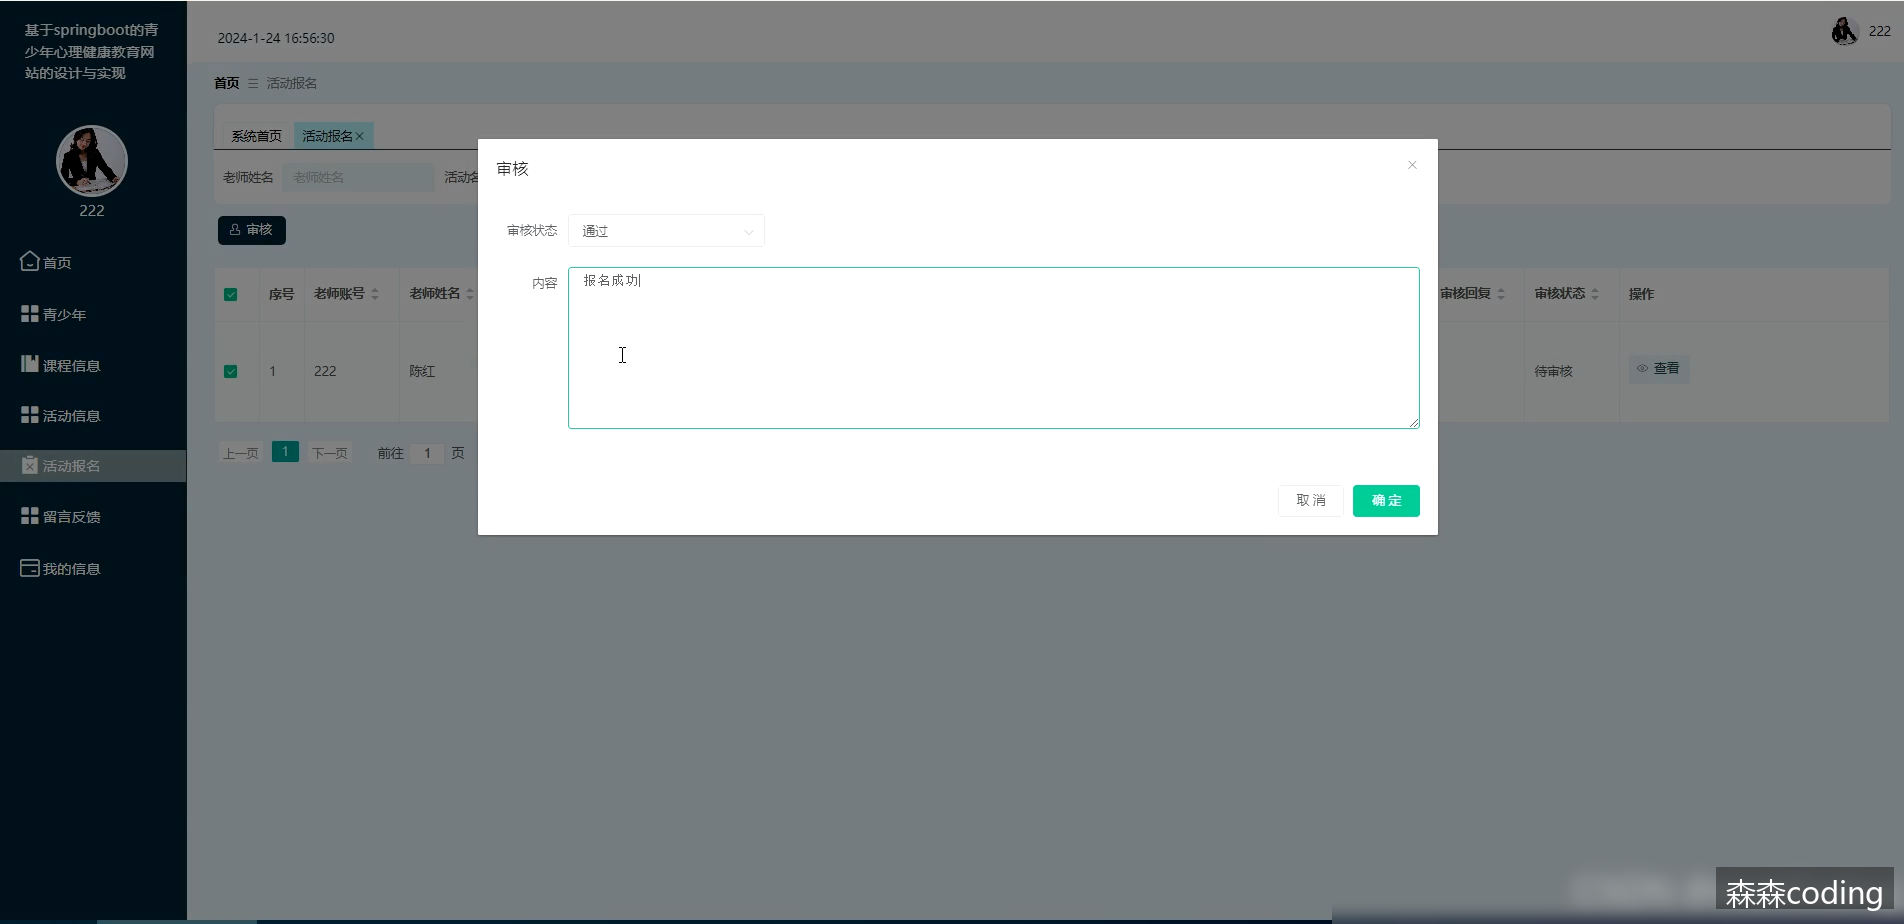 基于springboot的青
少年心理健康教育网
站的设计与实现
2024-1-24 16:56:30
222
首页 活动报名
222
系统首页 活动报名
老师姓名 老师姓名 活动名
审核
首页
青少年
课程信息
活动信息
活动报名
留言反馈
我的信息
序号 老师账号 老师姓名 审核回复 审核状态 操作
1 222 陈红 待审核 查看
上一页 1 下一页 前往 1 页
审核
审核状态 通过
内容 报名成功
取消 确定
森森coding